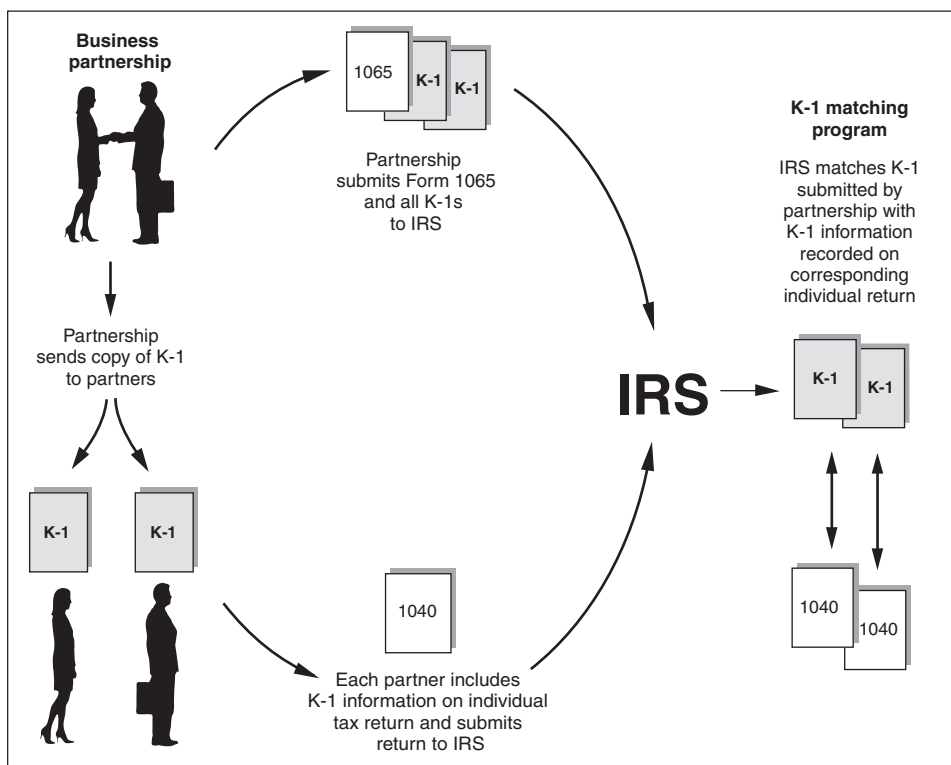 Business
partnership
1065
K-1
K-1
Partnership
submits Form 1065
and all K-1s
to IRS
K-1 matching
program
IRS matches K-1
submitted by
partnership with
K-1 information
recorded on
corresponding
individual return
Partnership
sends copy of K-1
to partners
IRS
K-1
K-1
K-1
K-1
1040
1040
1040
Each partner includes
K-1 information on individual
tax return and submits
return to IRS